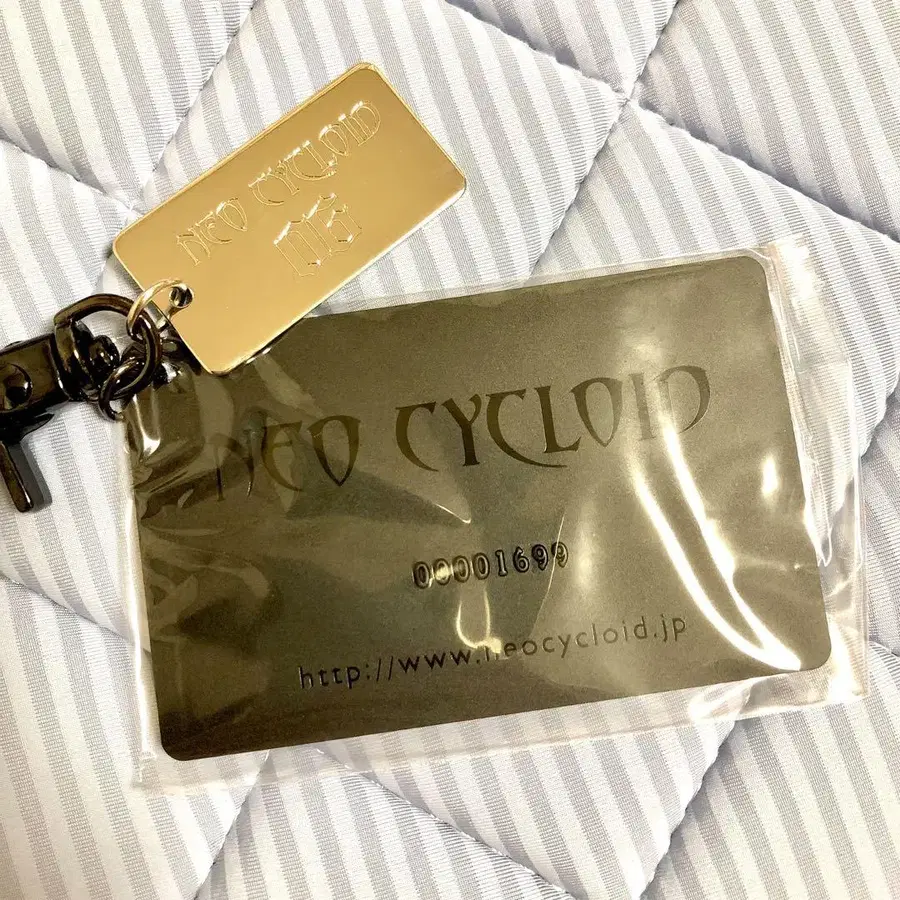 NEO CYCLOID
NEO CYCLOID
00001699
http://www.neocycloid.jp